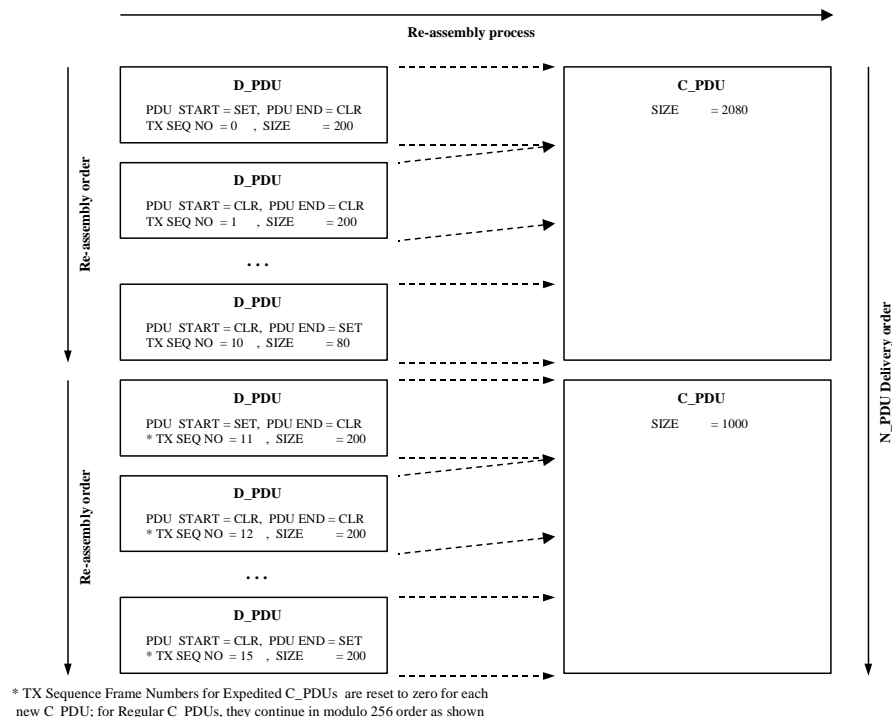 Re-assembly process
Re-assembly order
D_PDU
PDU START = SET, PDU END = CLR
TX SEQ NO = 0 , SIZE = 200
D_PDU
PDU START = CLR, PDU END = CLR
TX SEQ NO = 1 , SIZE = 200
. . .
D_PDU
PDU START = CLR, PDU END = SET
TX SEQ NO = 10 , SIZE = 80
C_PDU
SIZE = 2080
Re-assembly order
D_PDU
PDU START = SET, PDU END = CLR
* TX SEQ NO = 11 , SIZE = 200
D_PDU
PDU START = CLR, PDU END = CLR
* TX SEQ NO = 12 , SIZE = 200
. . .
D_PDU
PDU START = CLR, PDU END = SET
* TX SEQ NO = 15 , SIZE = 200
C_PDU
SIZE = 1000
N_PDU Delivery order
* TX Sequence Frame Numbers for Expedited C_PDUs are reset to zero for each
new C_PDU; for Regular C_PDUs, they continue in modulo 256 order as shown